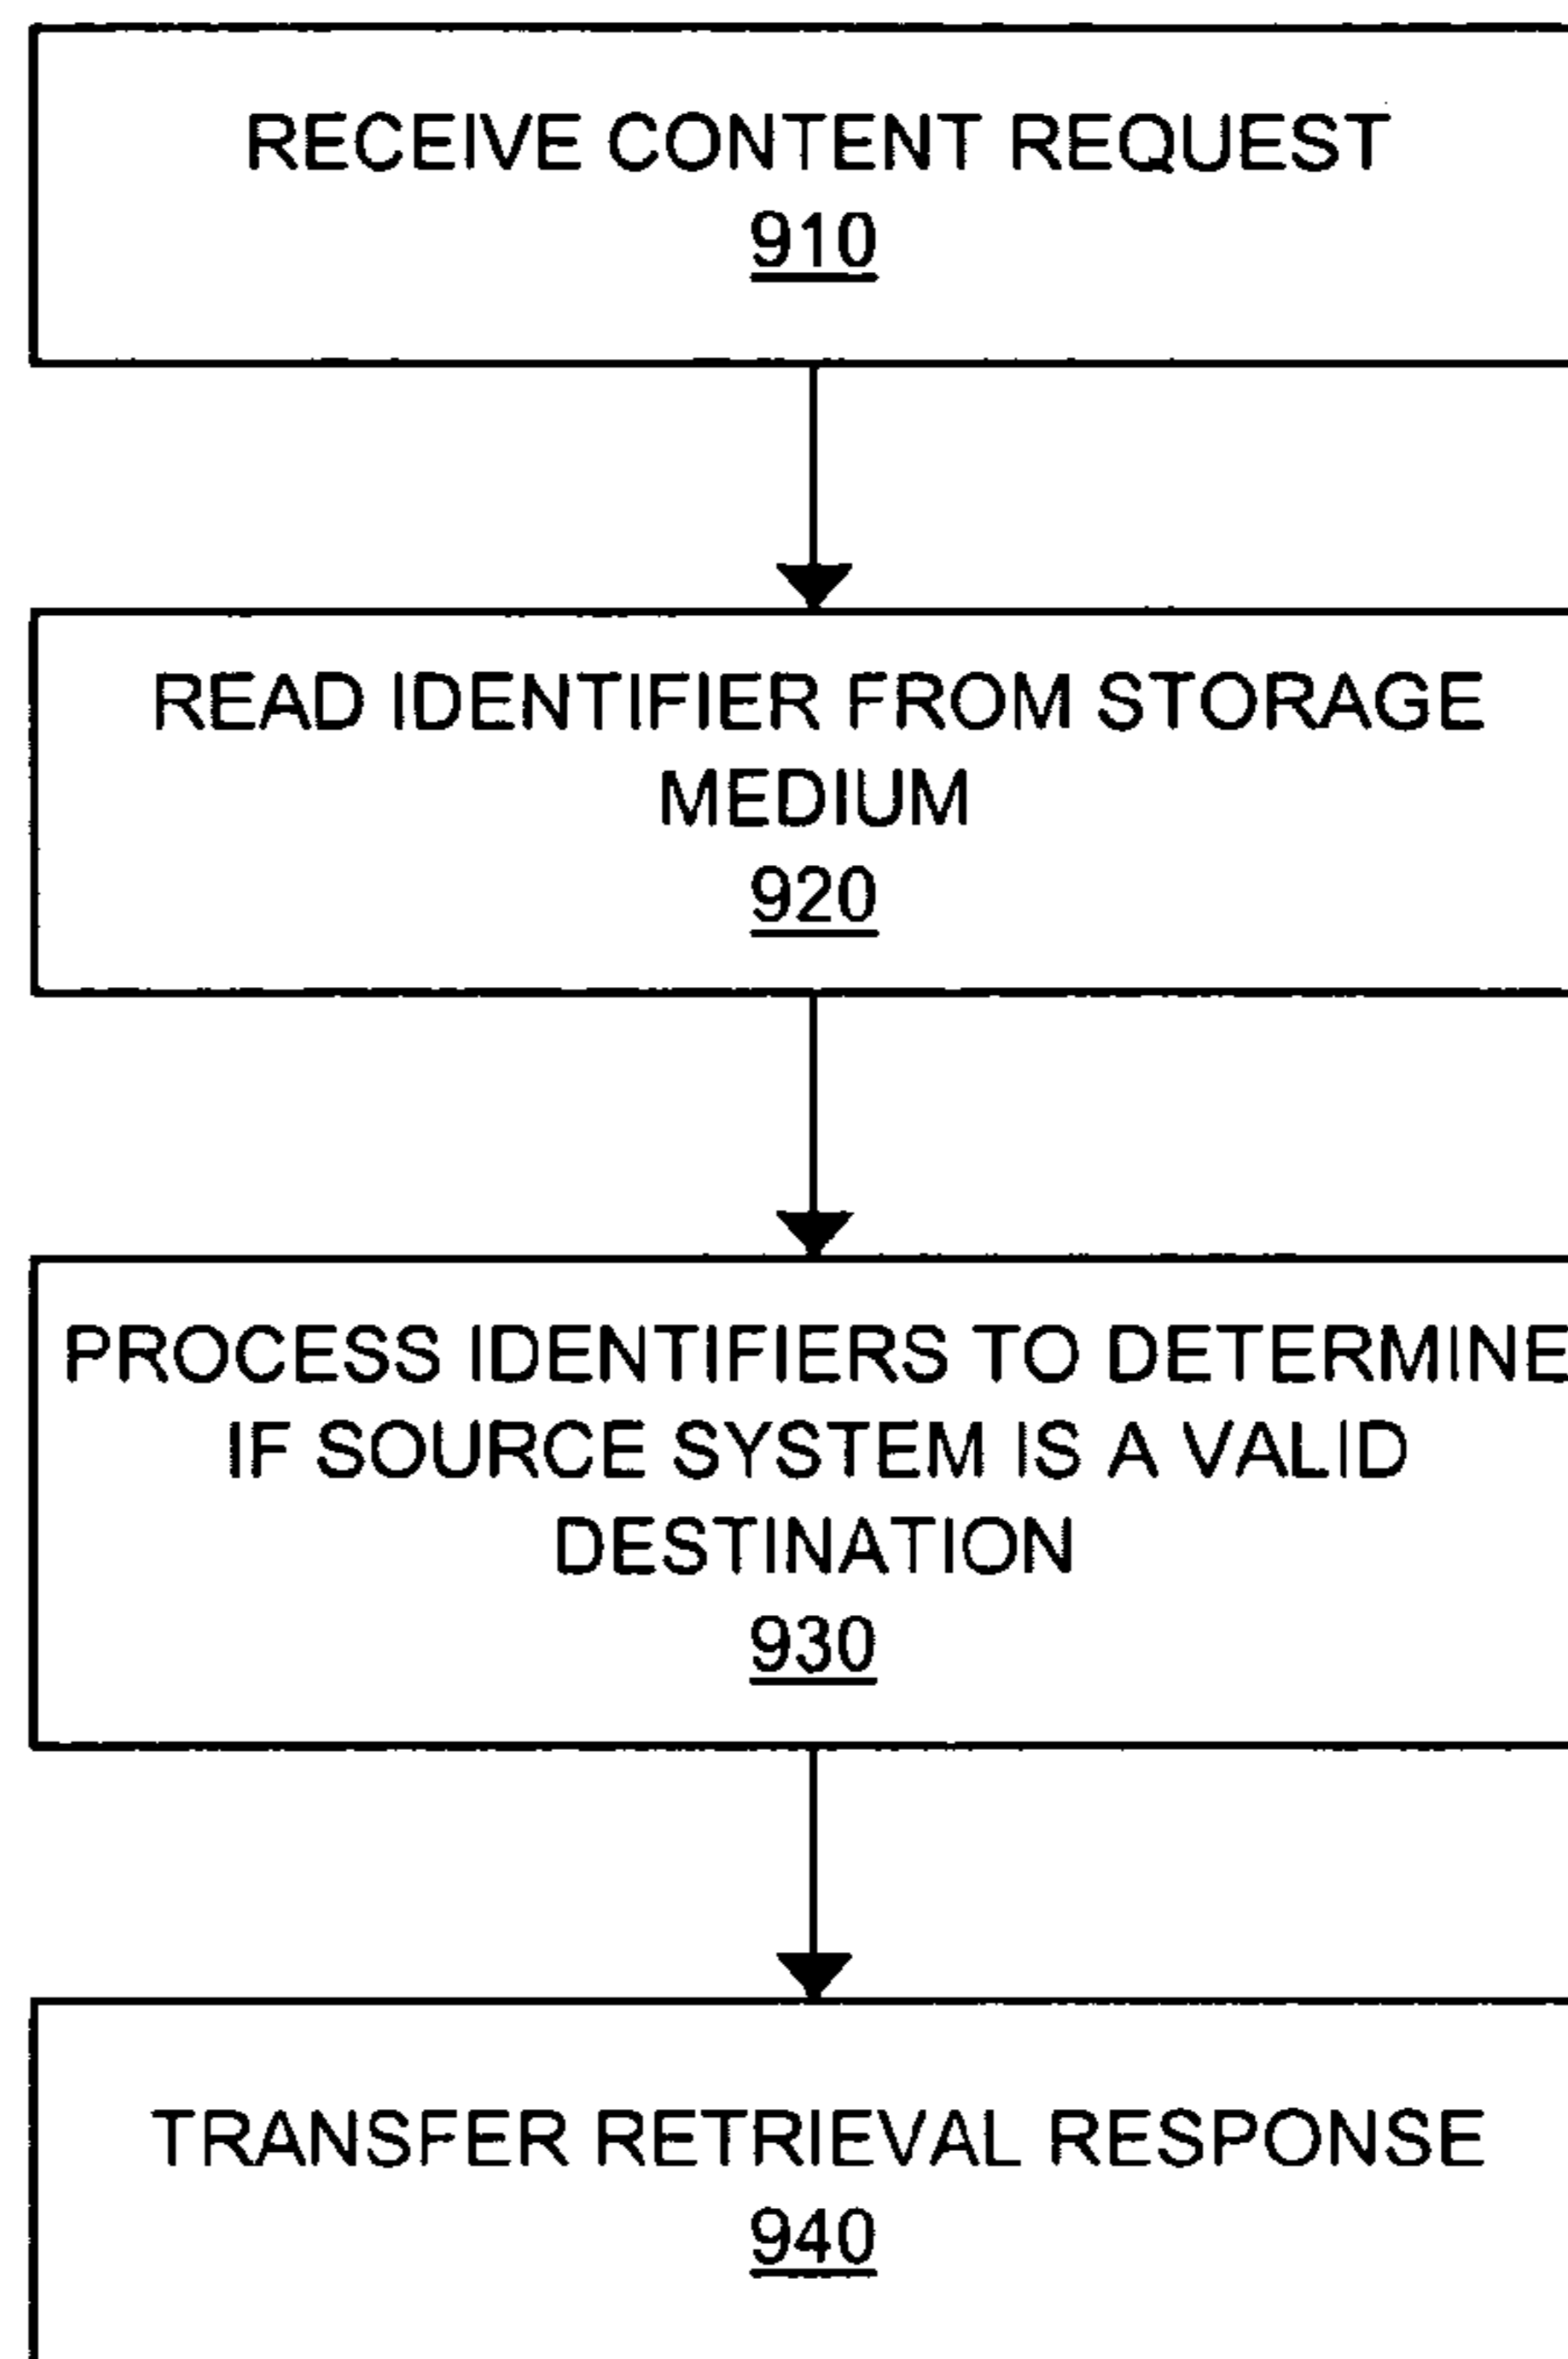 RECEIVE CONTENT REQUEST
910
READ IDENTIFIER FROM STORAGE
MEDIUM
920
PROCESS IDENTIFIERS TO DETERMINE
IF SOURCE SYSTEM IS A VALID
DESTINATION
930
TRANSFER RETRIEVAL RESPONSE
940